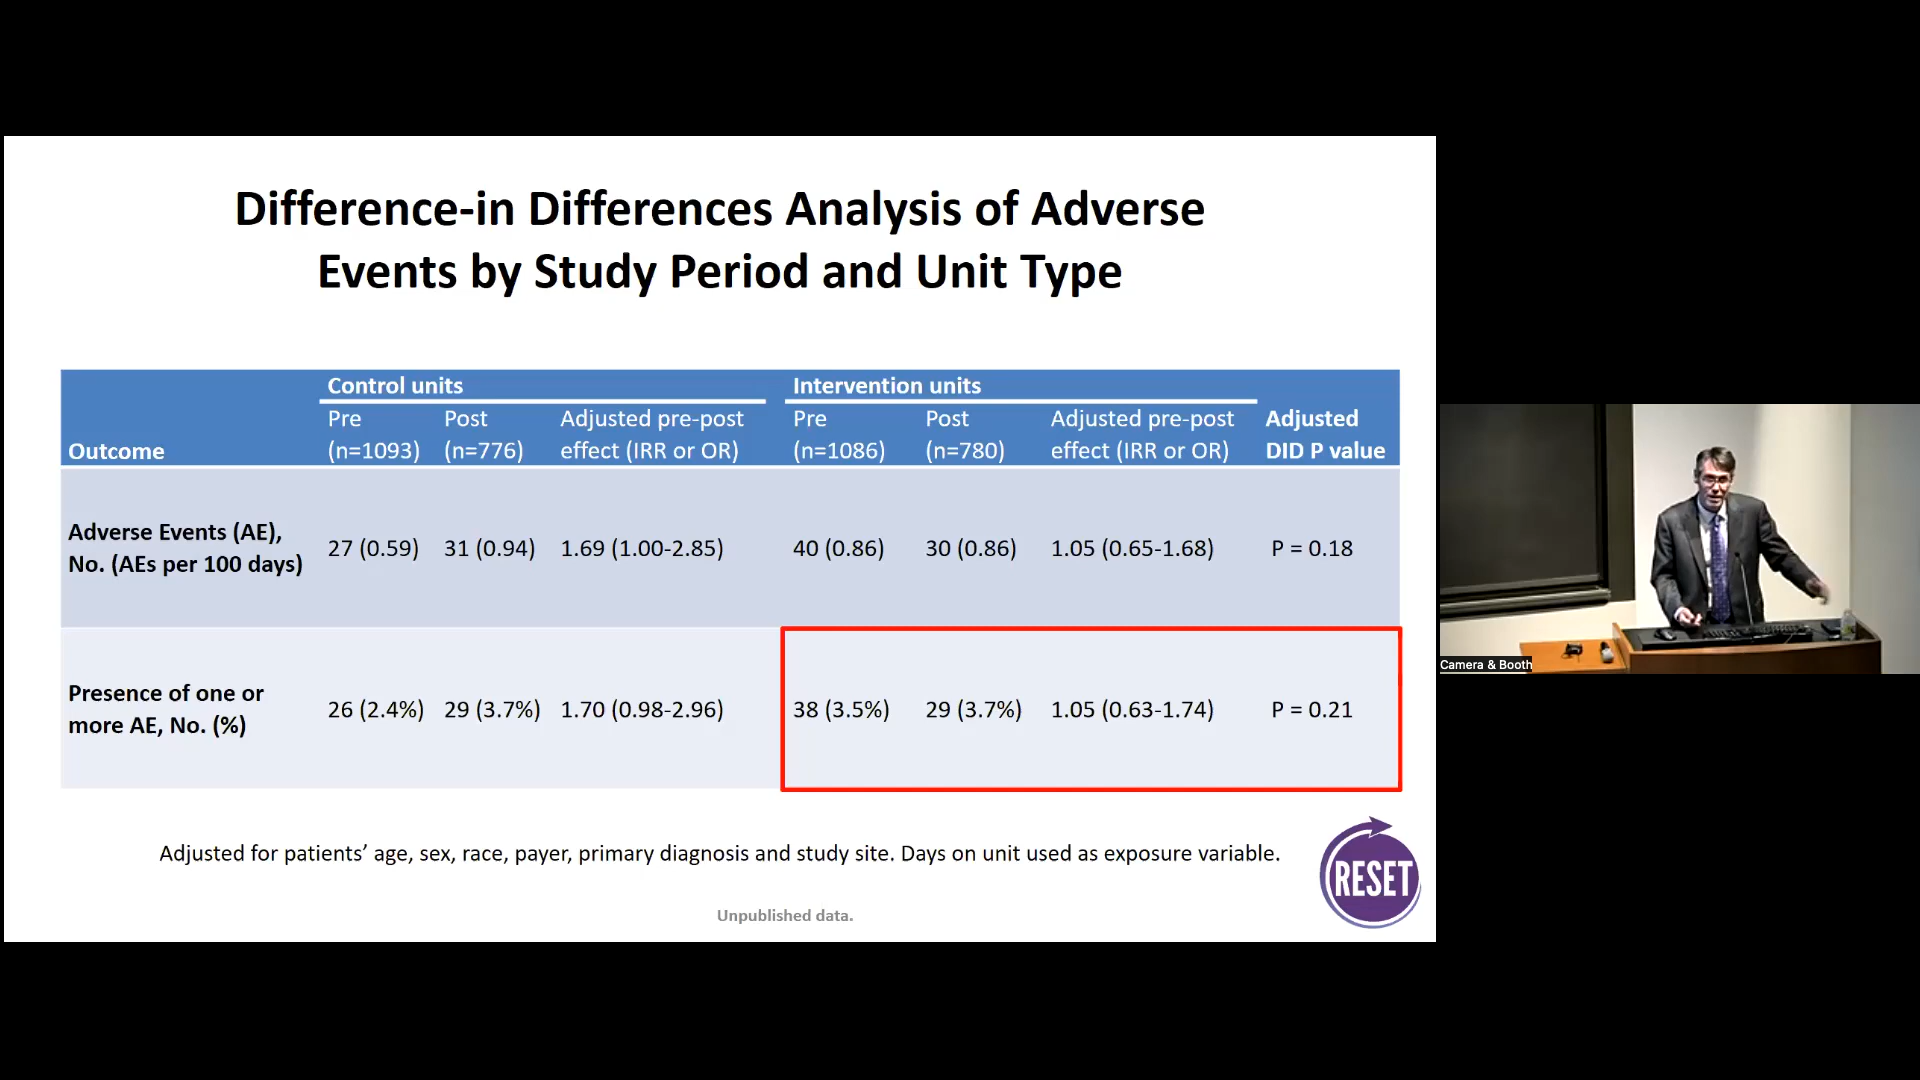 Difference-in Differences Analysis of Adverse
Events by Study Period and Unit Type
Control units
Intervention units
Outcome
Pre
(n=1093)
Post
(n=776)
Adjusted pre-post
effect (IRR or OR)
Pre
(n=1086)
Post
(n=780)
Adjusted pre-post
effect (IRR or OR)
Adjusted
DID P value
Adverse Events (AE),
No. (AEs per 100 days)
27 (0.59)
31 (0.94)
1.69 (1.00-2.85)
40 (0.86)
30 (0.86)
1.05 (0.65-1.68)
P = 0.18
Presence of one or
more AE, No. (%)
26 (2.4%)
29 (3.7%)
1.70 (0.98-2.96)
38 (3.5%)
29 (3.7%)
1.05 (0.63-1.74)
P = 0.21
Adjusted for patients’ age, sex, race, payer, primary diagnosis and study site. Days on unit used as exposure variable.
RESET
Unpublished data.
Camera & Booth